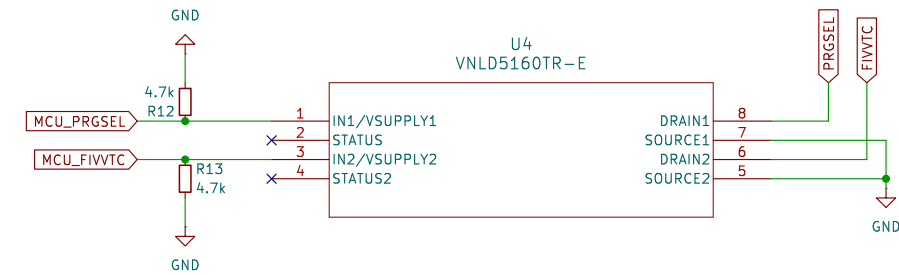 GND
PRGSEL
FIVVTC
U4
VNLD5160TR-E
4.7k
R12
MCU_PRGSEL
1
IN1/VSUPPLY1
DRAIN1
8
2
STATUS
SOURCE1
7
MCU_FIVVTC
3
IN2/VSUPPLY2
DRAIN2
6
R13
4.7k
4
STATUS2
SOURCE2
5
GND
GND